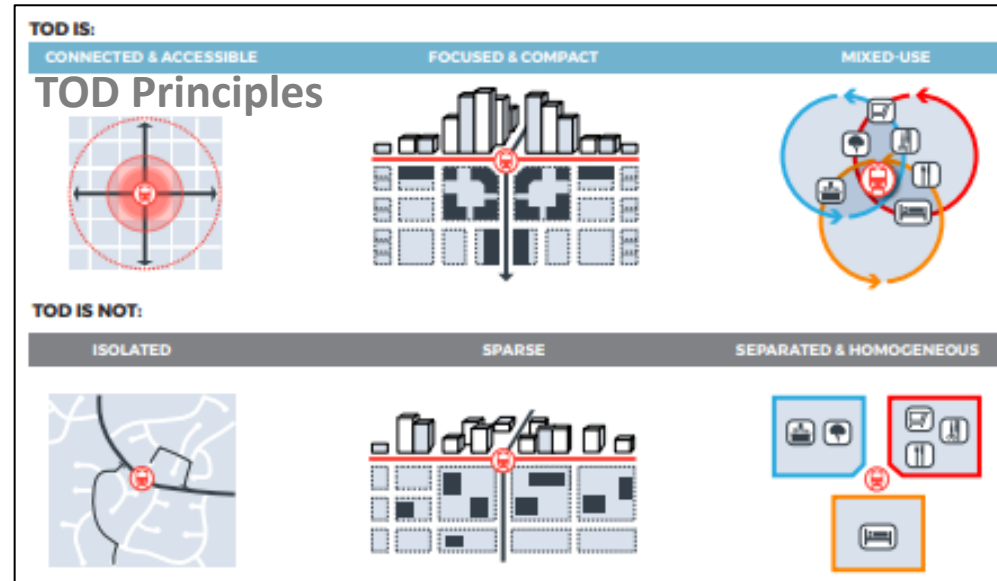 TOD IS:
CONNECTED & ACCESSIBLE
FOCUSED & COMPACT
MIXED-USE
TOD Principles
TOD IS NOT:
ISOLATED
SPARSE
SEPARATED & HOMOGENEOUS